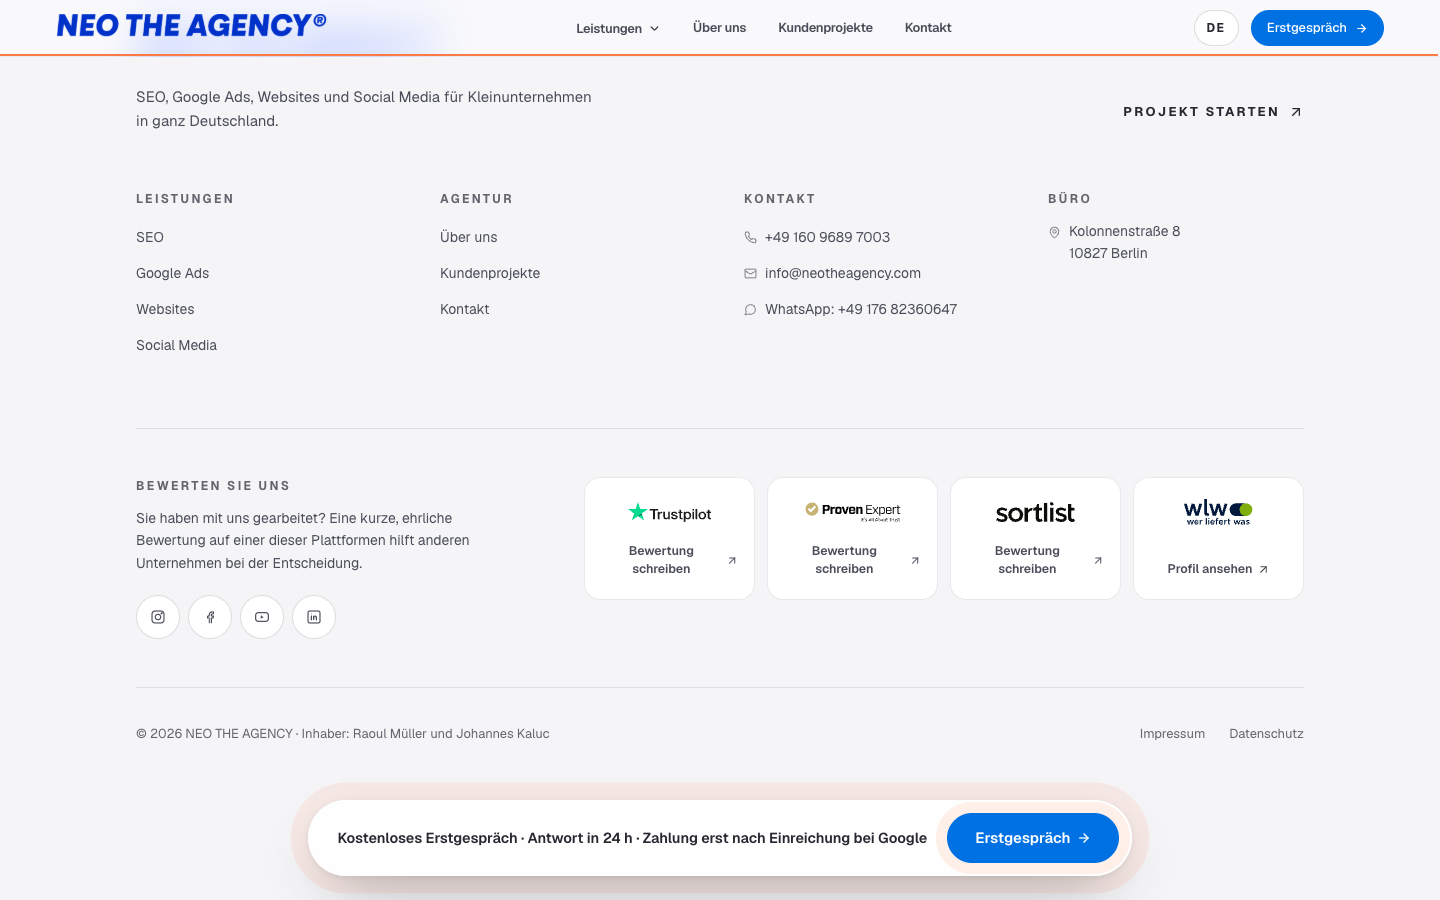 NEO THE AGENCY®
Leistungen
Über uns
Kundenprojekte
Kontakt
DE
Erstgespräch
SEO, Google Ads, Websites und Social Media für Kleinunternehmen
in ganz Deutschland.
PROJEKT STARTEN
LEISTUNGEN
SEO
Google Ads
Websites
Social Media
AGENTUR
Über uns
Kundenprojekte
Kontakt
KONTAKT
+49 160 9689 7003
info@neotheagency.com
WhatsApp: +49 176 82360647
BÜRO
Kolonnenstraße 8
10827 Berlin
BEWERTEN SIE UNS
Sie haben mit uns gearbeitet? Eine kurze, ehrliche
Bewertung auf einer dieser Plattformen hilft anderen
Unternehmen bei der Entscheidung.
Trustpilot
Bewertung
schreiben
Proven Expert
It's All About Trust
Bewertung
schreiben
sortlist
Bewertung
schreiben
wlw
wer liefert was
Profil ansehen
© 2026 NEO THE AGENCY · Inhaber: Raoul Müller und Johannes Kaluc
Impressum
Datenschutz
Kostenloses Erstgespräch · Antwort in 24 h · Zahlung erst nach Einreichung bei Google
Erstgespräch